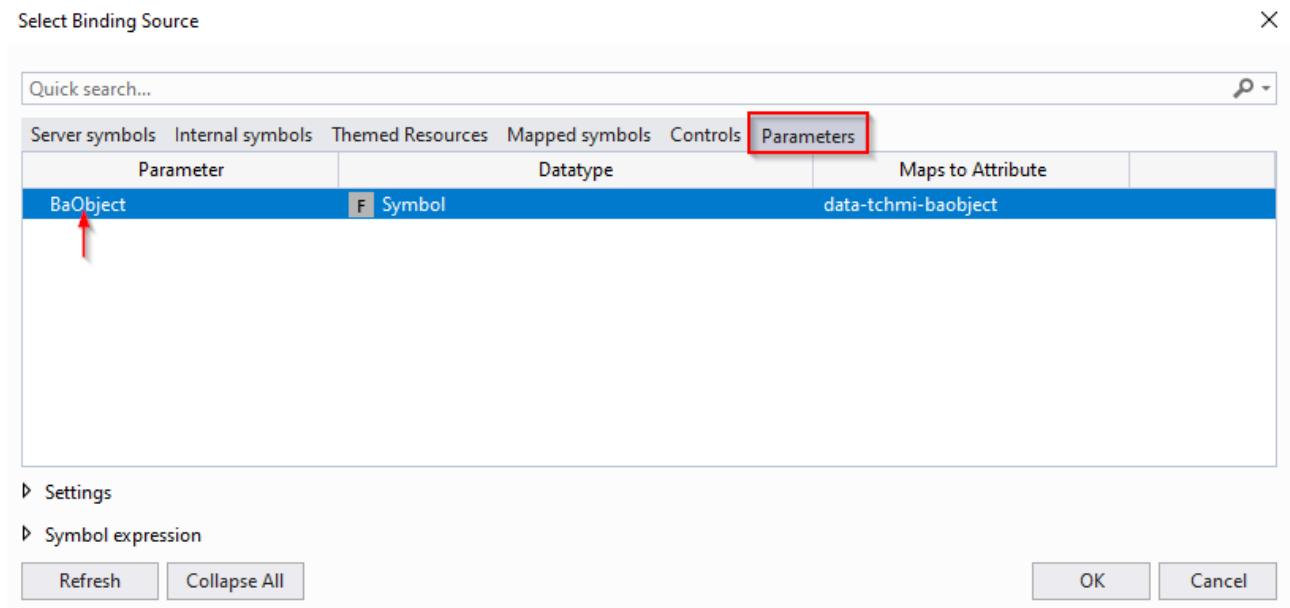 Select Binding Source
Quick search...
Server symbols Internal symbols Themed Resources Mapped symbols Controls Parameters
Parameter Datatype Maps to Attribute
BaObject F Symbol data-tchmi-baobject
Settings
Symbol expression
Refresh Collapse All OK Cancel